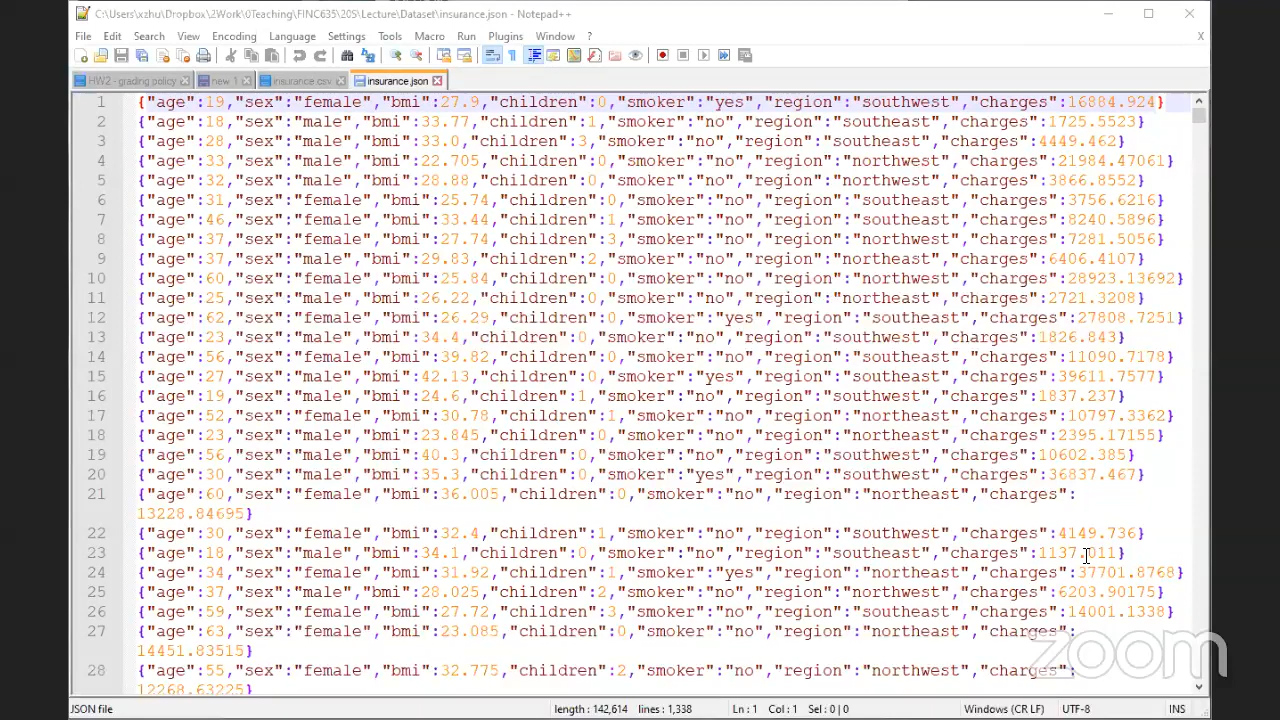 C:\Users\xzhu\Dropbox\2Work\0Teaching\FINC635\20S\Lecture\Dataset\insurance.json - Notepad++
File Edit Search View Encoding Language Settings Tools Macro Run Plugins Window ? X
HW2 - grading policy new 1 insurance.csv insurance.json
1 {"age":19,"sex":"female","bmi":27.9,"children":0,"smoker":"yes","region":"southwest","charges":16884.924}
2 {"age":18,"sex":"male","bmi":33.77,"children":1,"smoker":"no","region":"southeast","charges":1725.5523}
3 {"age":28,"sex":"male","bmi":33.0,"children":3,"smoker":"no","region":"southeast","charges":4449.462}
4 {"age":33,"sex":"male","bmi":22.705,"children":0,"smoker":"no","region":"northwest","charges":21984.47061}
5 {"age":32,"sex":"male","bmi":28.88,"children":0,"smoker":"no","region":"northwest","charges":3866.8552}
6 {"age":31,"sex":"female","bmi":25.74,"children":0,"smoker":"no","region":"southeast","charges":3756.6216}
7 {"age":46,"sex":"female","bmi":33.44,"children":1,"smoker":"no","region":"southeast","charges":8240.5896}
8 {"age":37,"sex":"female","bmi":27.74,"children":3,"smoker":"no","region":"northwest","charges":7281.5056}
9 {"age":37,"sex":"male","bmi":29.83,"children":2,"smoker":"no","region":"northeast","charges":6406.4107}
10 {"age":60,"sex":"female","bmi":25.84,"children":0,"smoker":"no","region":"northwest","charges":28923.13692}
11 {"age":25,"sex":"male","bmi":26.22,"children":0,"smoker":"no","region":"northeast","charges":2721.3208}
12 {"age":62,"sex":"female","bmi":26.29,"children":0,"smoker":"yes","region":"southeast","charges":27808.7251}
13 {"age":23,"sex":"male","bmi":34.4,"children":0,"smoker":"no","region":"southwest","charges":1826.843}
14 {"age":56,"sex":"female","bmi":39.82,"children":0,"smoker":"no","region":"southeast","charges":11090.7178}
15 {"age":27,"sex":"male","bmi":42.13,"children":0,"smoker":"yes","region":"southeast","charges":39611.7577}
16 {"age":19,"sex":"male","bmi":24.6,"children":1,"smoker":"no","region":"southwest","charges":1837.237}
17 {"age":52,"sex":"female","bmi":30.78,"children":1,"smoker":"no","region":"northeast","charges":10797.3362}
18 {"age":23,"sex":"male","bmi":23.845,"children":0,"smoker":"no","region":"northeast","charges":2395.17155}
19 {"age":56,"sex":"male","bmi":40.3,"children":0,"smoker":"no","region":"southwest","charges":10602.385}
20 {"age":30,"sex":"male","bmi":35.3,"children":0,"smoker":"yes","region":"southwest","charges":36837.467}
21 {"age":60,"sex":"female","bmi":36.005,"children":0,"smoker":"no","region":"northeast","charges":
13228.84695}
22 {"age":30,"sex":"female","bmi":32.4,"children":1,"smoker":"no","region":"southwest","charges":4149.736}
23 {"age":18,"sex":"male","bmi":34.1,"children":0,"smoker":"no","region":"southeast","charges":1137.011}
24 {"age":34,"sex":"female","bmi":31.92,"children":1,"smoker":"yes","region":"northeast","charges":37701.8768}
25 {"age":37,"sex":"male","bmi":28.025,"children":2,"smoker":"no","region":"northwest","charges":6203.90175}
26 {"age":59,"sex":"female","bmi":27.72,"children":3,"smoker":"no","region":"southeast","charges":14001.1338}
27 {"age":63,"sex":"female","bmi":23.085,"children":0,"smoker":"no","region":"northeast","charges":
14451.83515}
28 {"age":55,"sex":"female","bmi":32.775,"children":2,"smoker":"no","region":"northwest","charges":
12268.63225}
zoom
JSON file length : 142,614 lines : 1,338 Ln : 1 Col : 1 Sel : 0 | 0 Windows (CR LF) UTF-8 INS